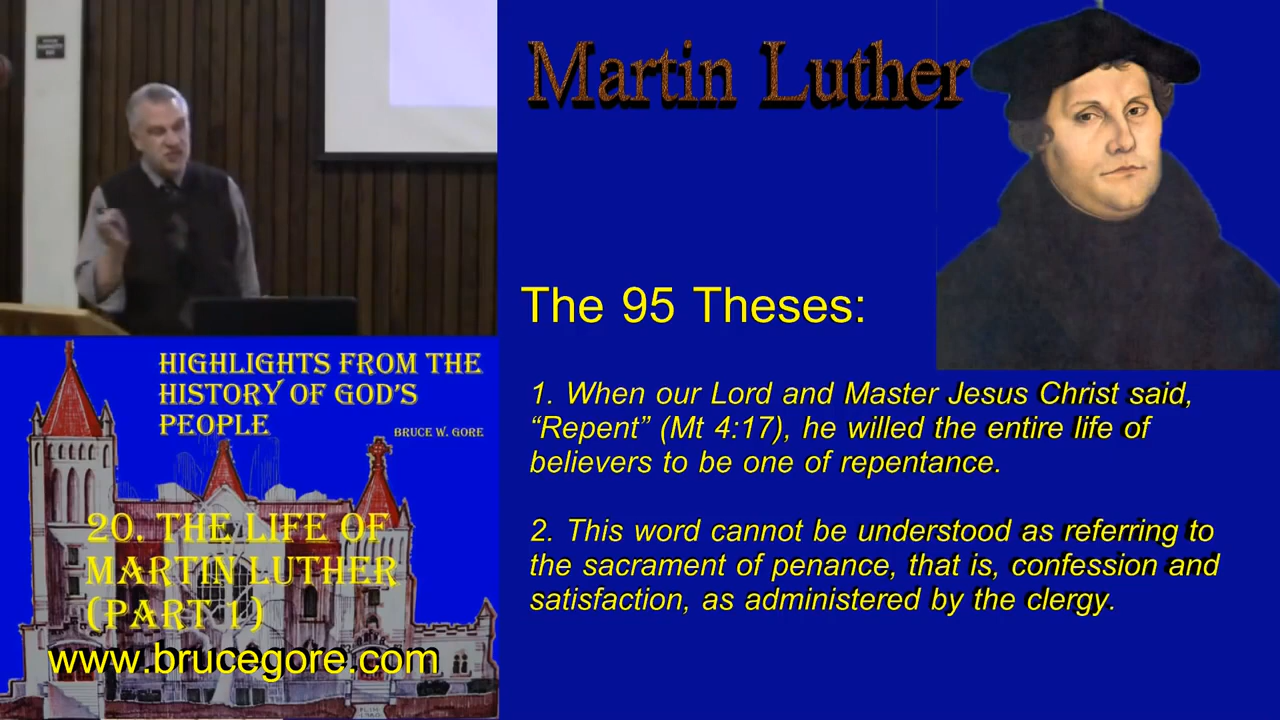 Martin Luther
The 95 Theses:
1. When our Lord and Master Jesus Christ said,
“Repent” (Mt 4:17), he willed the entire life of
believers to be one of repentance.
2. This word cannot be understood as referring to
the sacrament of penance, that is, confession and
satisfaction, as administered by the clergy.
HIGHLIGHTS FROM THE
HISTORY OF GOD'S
PEOPLE
BRUCE W. GORE
20. THE LIFE OF
MARTIN LUTHER
(PART 1)
www.brucegore.com